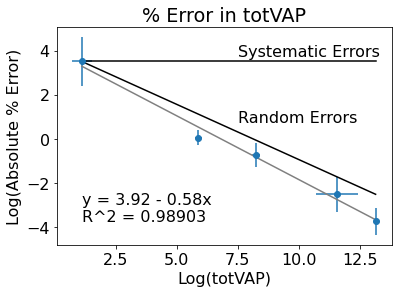 % Error in totVAP
Log(Absolute % Error)
4
2
0
−2
−4
Systematic Errors
Random Errors
y = 3.92 - 0.58x
R^2 = 0.98903
2.5 5.0 7.5 10.0 12.5
Log(totVAP)